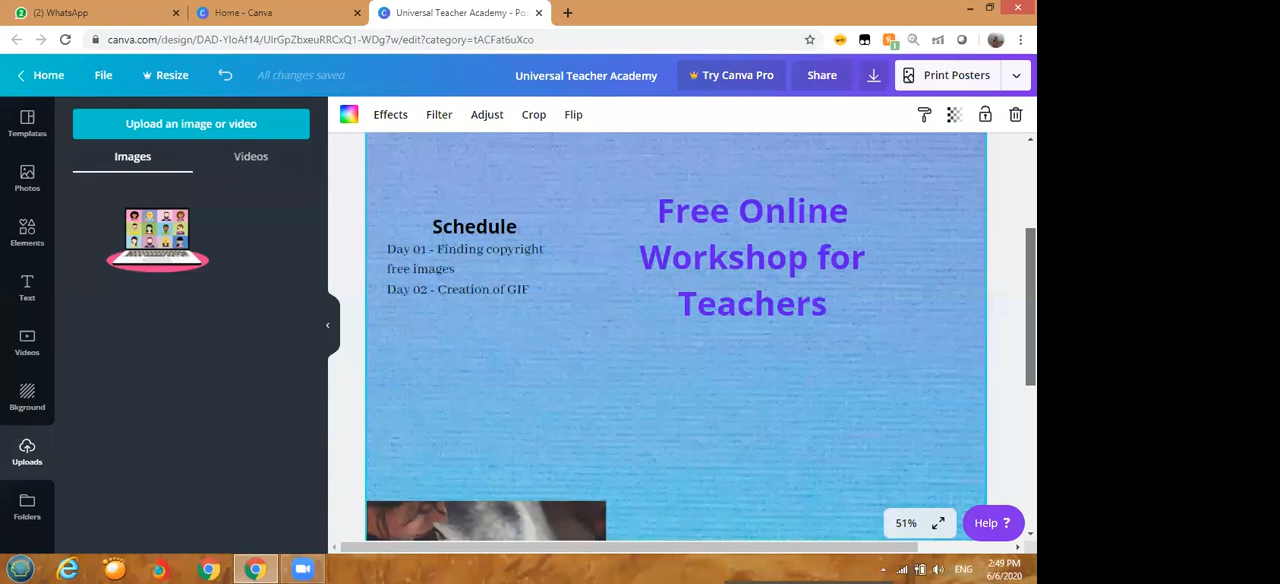 (2) WhatsApp
Home - Canva
Universal Teacher Academy - Po
canva.com/design/DAD-YIoAf14/UIrGpZbxeuRRCxQ1-WDg7w/edit?category=tACFat6uXco
1
Home
File
Resize
All changes saved
Universal Teacher Academy
Try Canva Pro
Share
Print Posters
Templates
Photos
Elements
Text
Videos
Bkground
Uploads
Folders
Upload an image or video
Images
Videos
Effects
Filter
Adjust
Crop
Flip
Schedule
Day 01 - Finding copyright
free images
Day 02 - Creation of GIF
Free Online
Workshop for
Teachers
51%
Help ?
ENG
2:49 PM
6/6/2020